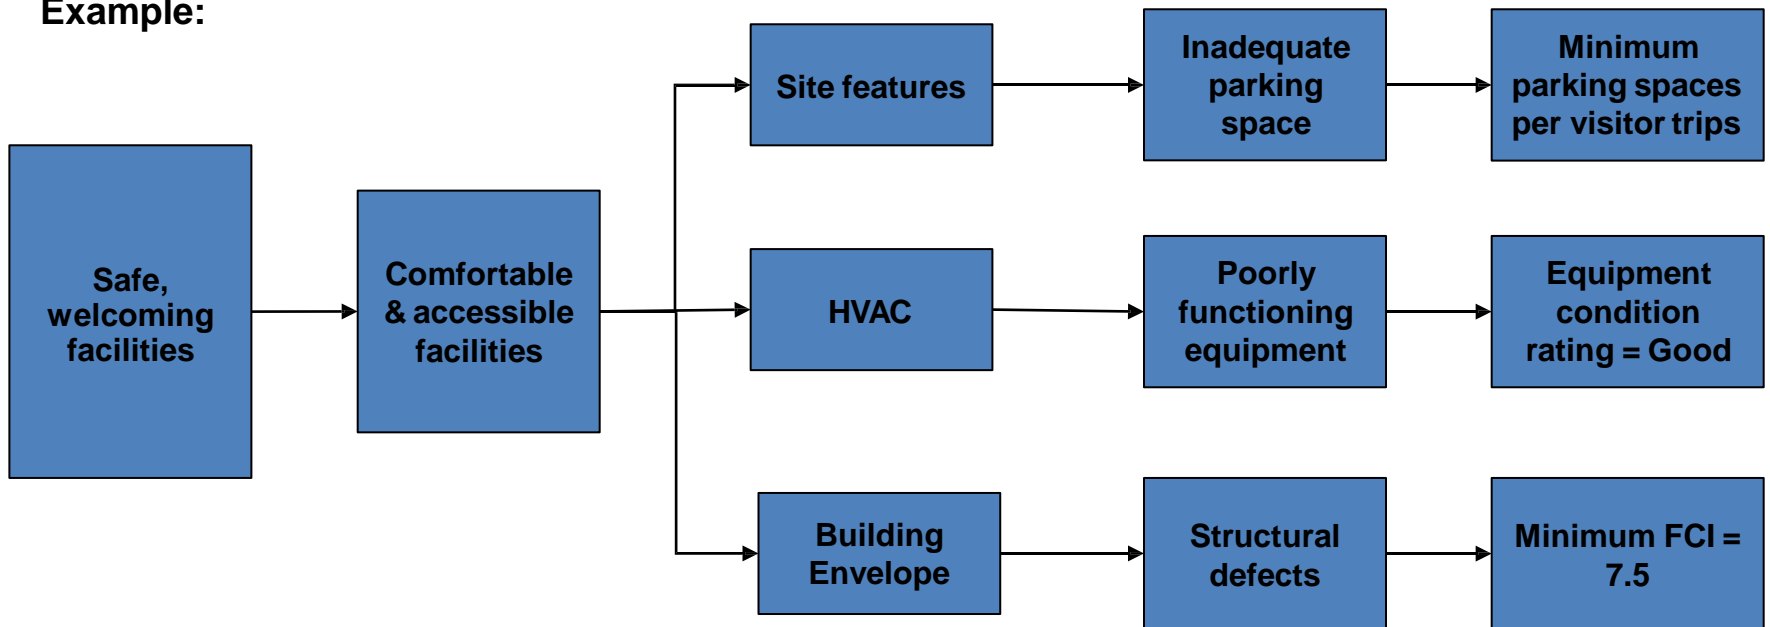 Example:
Safe,
welcoming
facilities
Comfortable
& accessible
facilities
Site features
Inadequate
parking
space
Minimum
parking spaces
per visitor trips
HVAC
Poorly
functioning
equipment
Equipment
condition
rating = Good
Building
Envelope
Structural
defects
Minimum FCI =
7.5